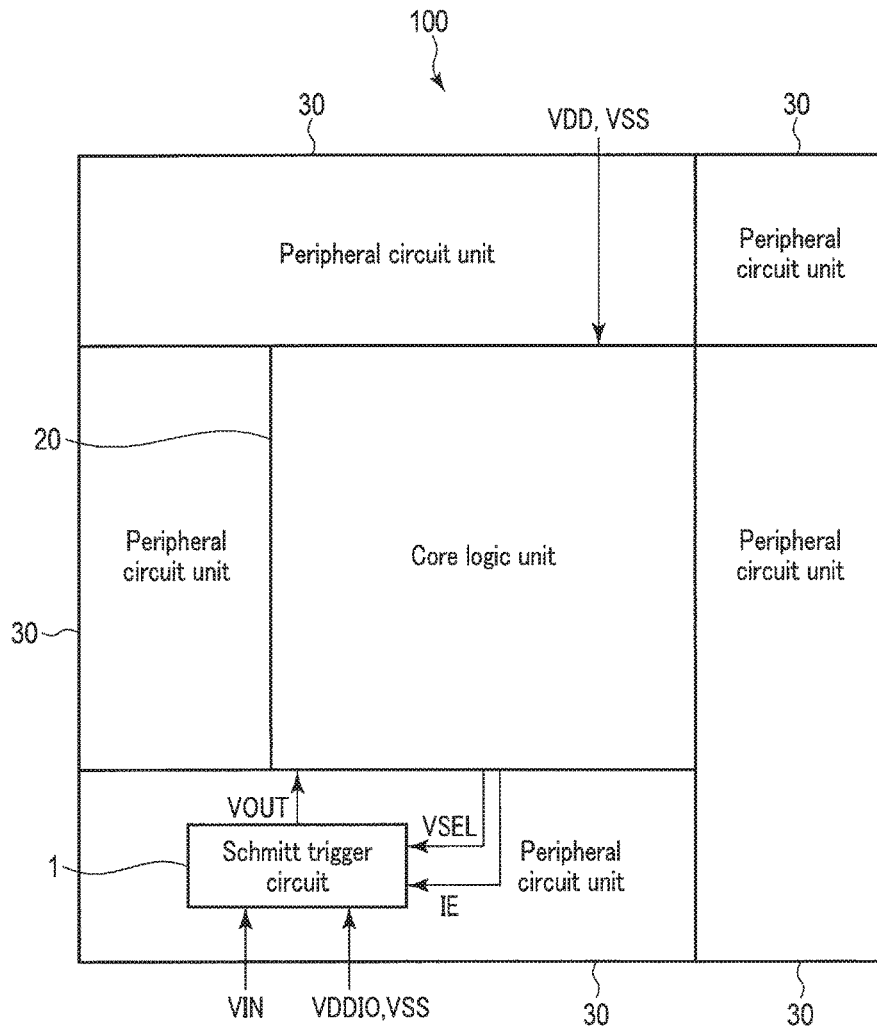 100
30
VDD, VSS
30
Peripheral circuit unit
Peripheral
circuit unit
20
Peripheral
circuit unit
Core logic unit
Peripheral
circuit unit
30
VOUT
VSEL
1
Schmitt trigger
circuit
Peripheral
circuit unit
IE
VIN
VDDIO,VSS
30
30